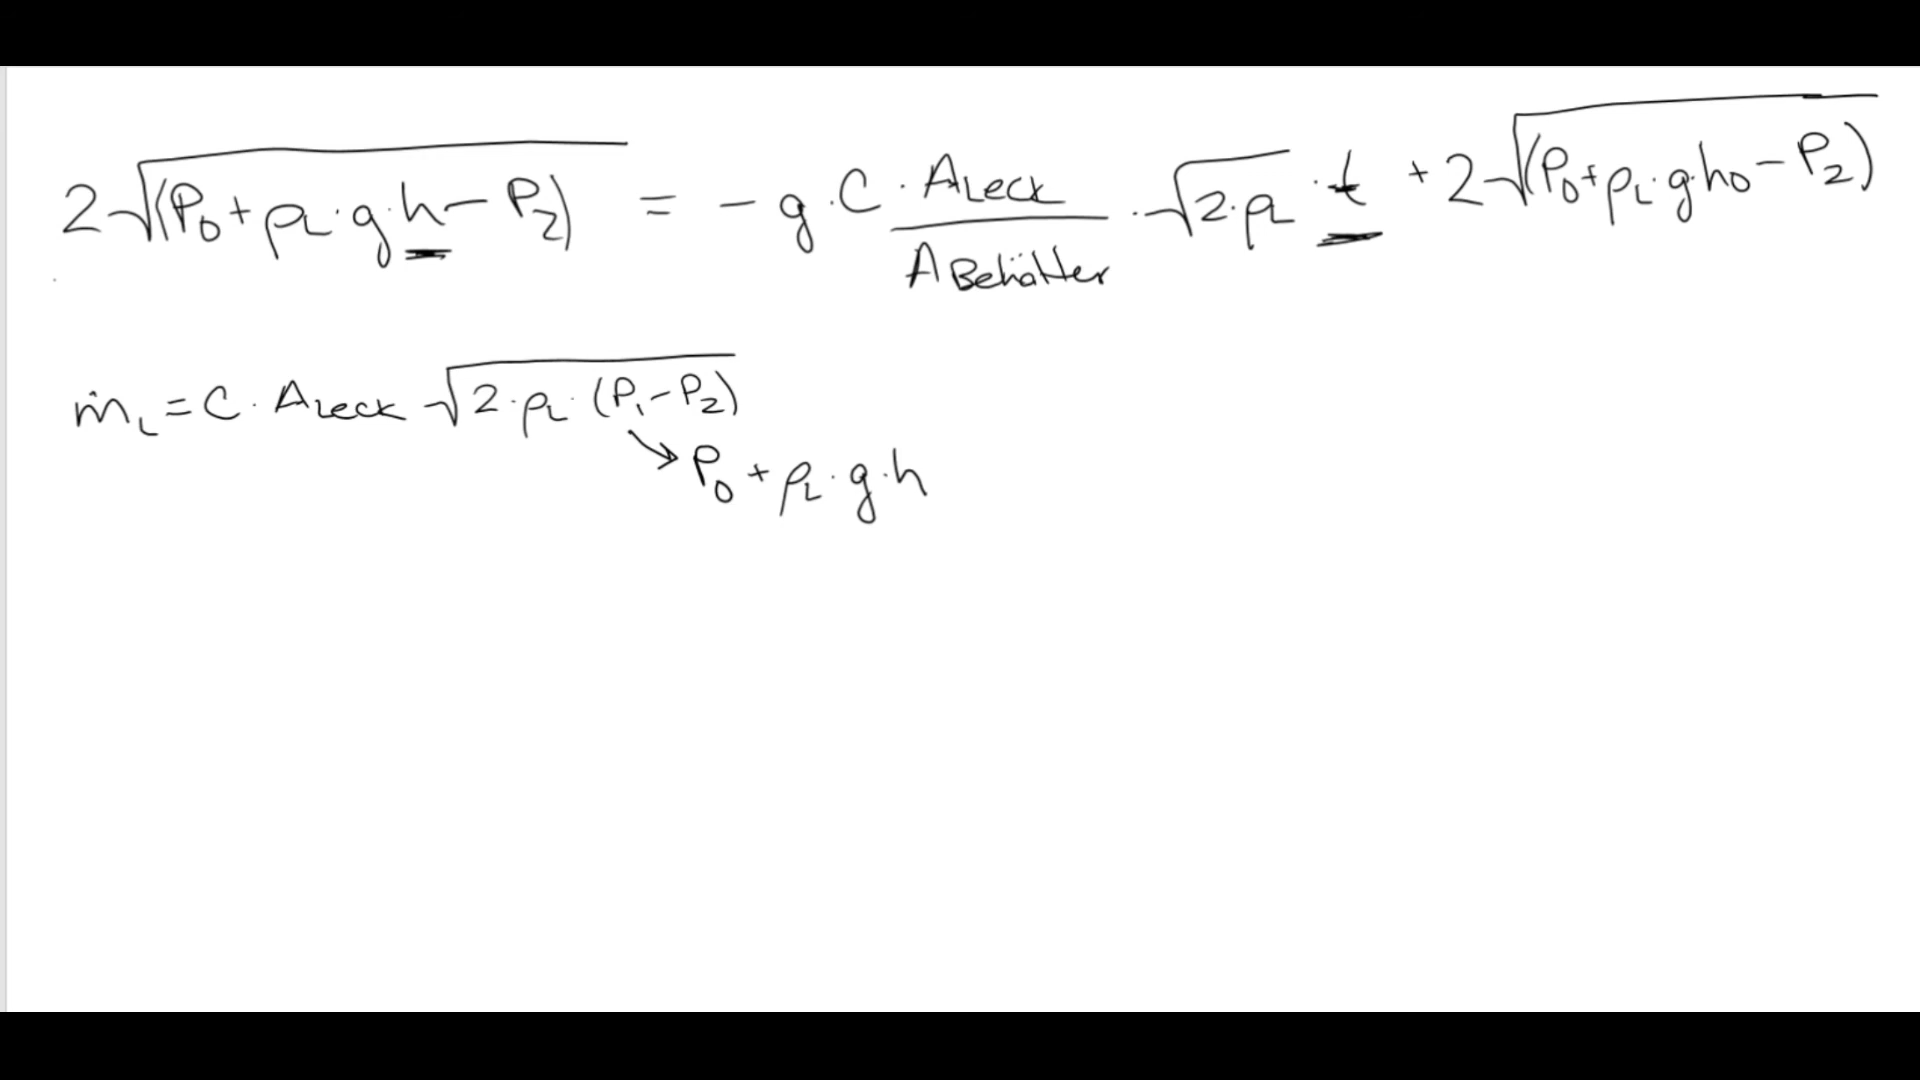 2√(P₀ + ρL · g · h − P₂) = − g · C · ALeck / ABehälter · √2 · ρL · t + 2√(P₀ + ρL · g · h₀ − P₂)
ṁL = C · ALeck √2 · ρL · (P₁ − P₂)
→ P₀ + ρL · g · h